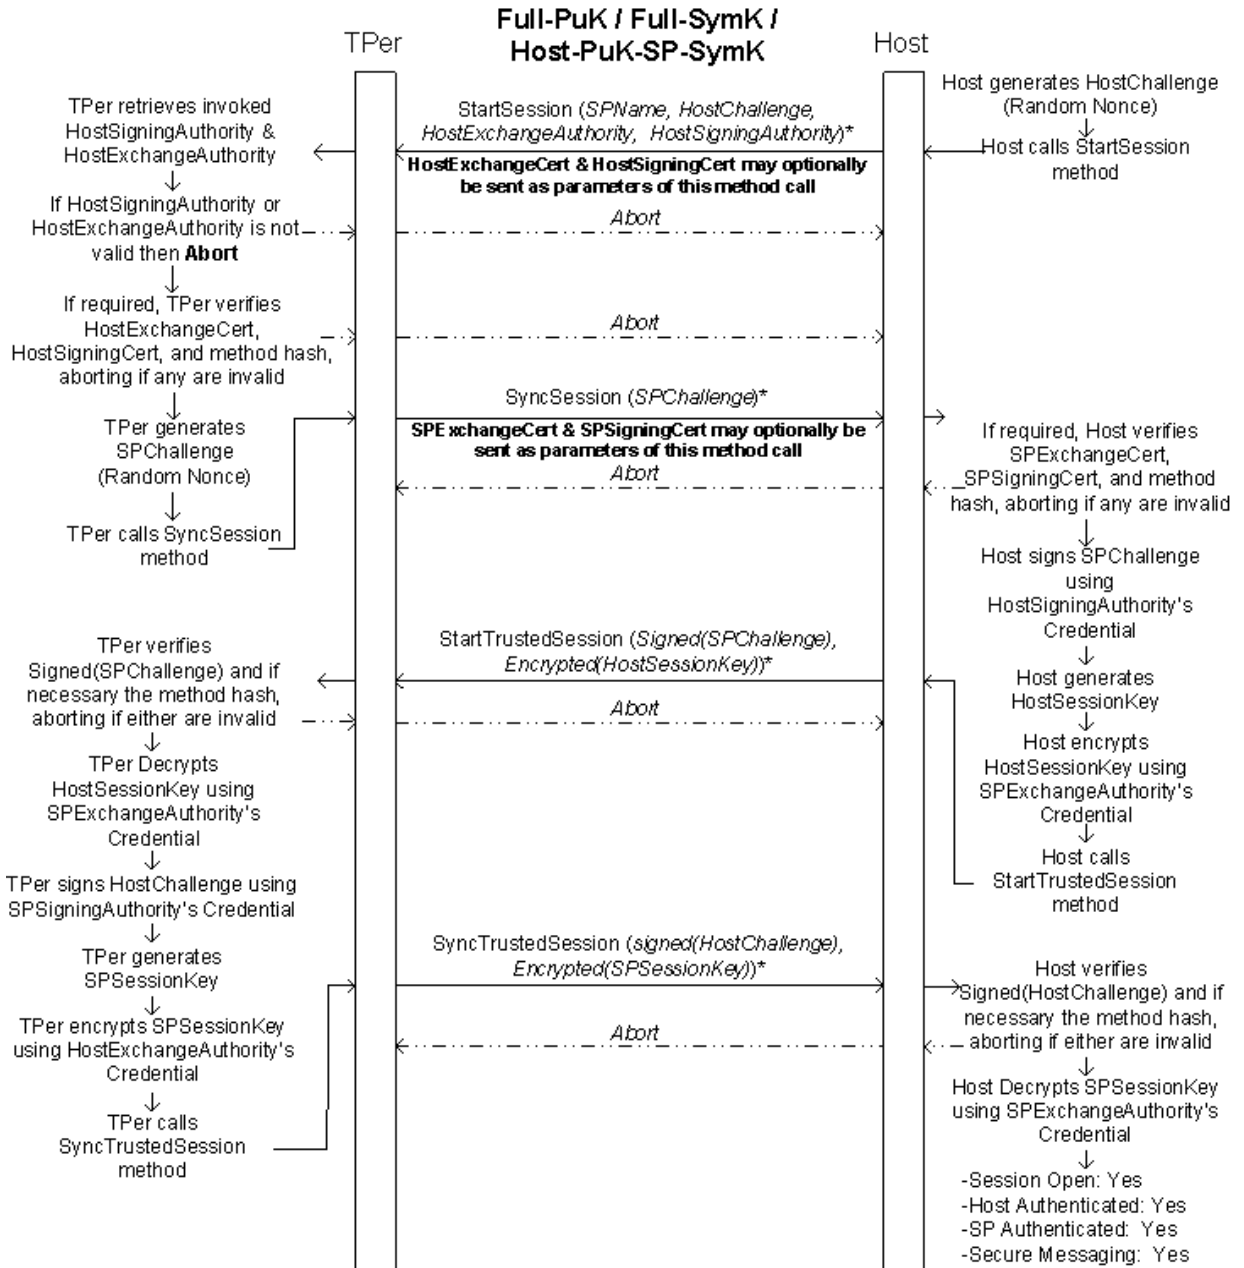 Full-PuK / Full-SymK /
Host-PuK-SP-SymK
TPer
Host
Host generates HostChallenge
(Random Nonce)
Host calls StartSession
method
StartSession (SPName, HostChallenge,
HostExchangeAuthority, HostSigningAuthority)*
HostExchangeCert & HostSigningCert may optionally
be sent as parameters of this method call
TPer retrieves invoked
HostSigningAuthority &
HostExchangeAuthority
If HostSigningAuthority or
HostExchangeAuthority is not
valid then Abort
Abort
If required, TPer verifies
HostExchangeCert,
HostSigningCert, and method hash,
aborting if any are invalid
Abort
TPer generates
SPChallenge
(Random Nonce)
TPer calls SyncSession
method
SyncSession (SPChallenge)*
SPExchangeCert & SPSigningCert may optionally be
sent as parameters of this method call
Abort
If required, Host verifies
SPExchangeCert,
SPSigningCert, and method
hash, aborting if any are invalid
Host signs SPChallenge
using
HostSigningAuthority's
Credential
Host generates
HostSessionKey
Host encrypts
HostSessionKey using
SPExchangeAuthority's
Credential
Host calls
StartTrustedSession
method
StartTrustedSession (Signed(SPChallenge),
Encrypted(HostSessionKey))*
Abort
TPer verifies
Signed(SPChallenge) and if
necessary the method hash,
aborting if either are invalid
TPer Decrypts
HostSessionKey using
SPExchangeAuthority's
Credential
TPer signs HostChallenge using
SPSigningAuthority's Credential
TPer generates
SPSessionKey
TPer encrypts SPSessionKey
using HostExchangeAuthority's
Credential
TPer calls
SyncTrustedSession
method
SyncTrustedSession (signed(HostChallenge),
Encrypted(SPSessionKey))*
Abort
Host verifies
Signed(HostChallenge) and if
necessary the method hash,
aborting if either are invalid
Host Decrypts SPSessionKey
using SPExchangeAuthority's
Credential
-Session Open: Yes
-Host Authenticated: Yes
-SP Authenticated: Yes
-Secure Messaging: Yes